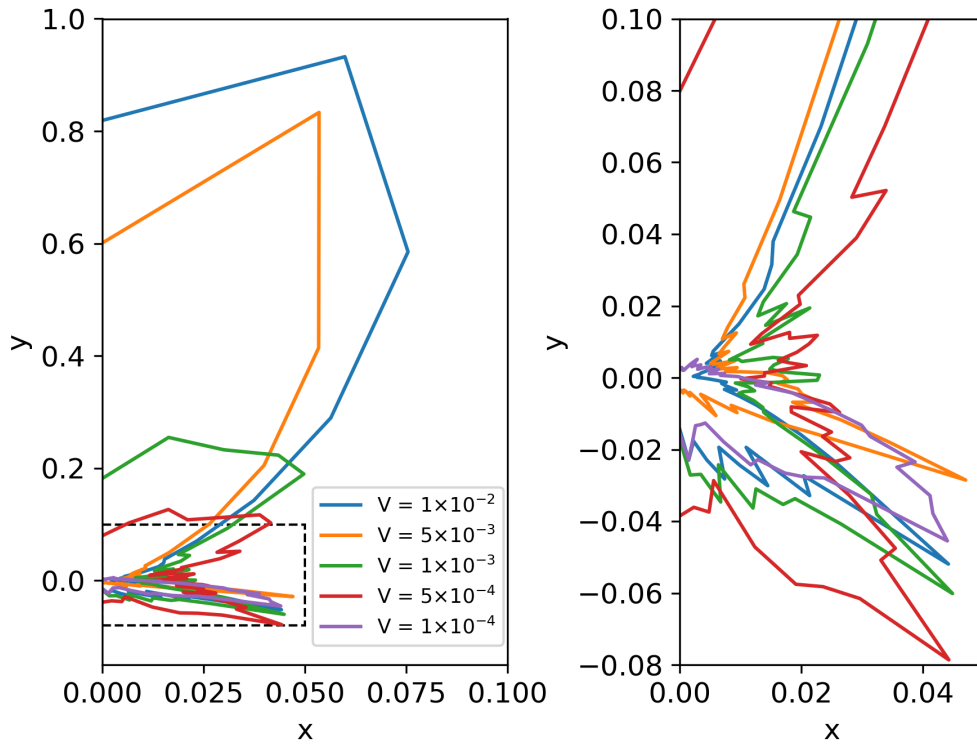 1.0
0.8
0.6
0.4
0.2
0.0
y
0.000
0.025
0.050
0.075
0.100
x
V = 1×10⁻²
V = 5×10⁻³
V = 1×10⁻³
V = 5×10⁻⁴
V = 1×10⁻⁴
0.10
0.08
0.06
0.04
0.02
0.00
−0.02
−0.04
−0.06
−0.08
y
0.00
0.02
0.04
x